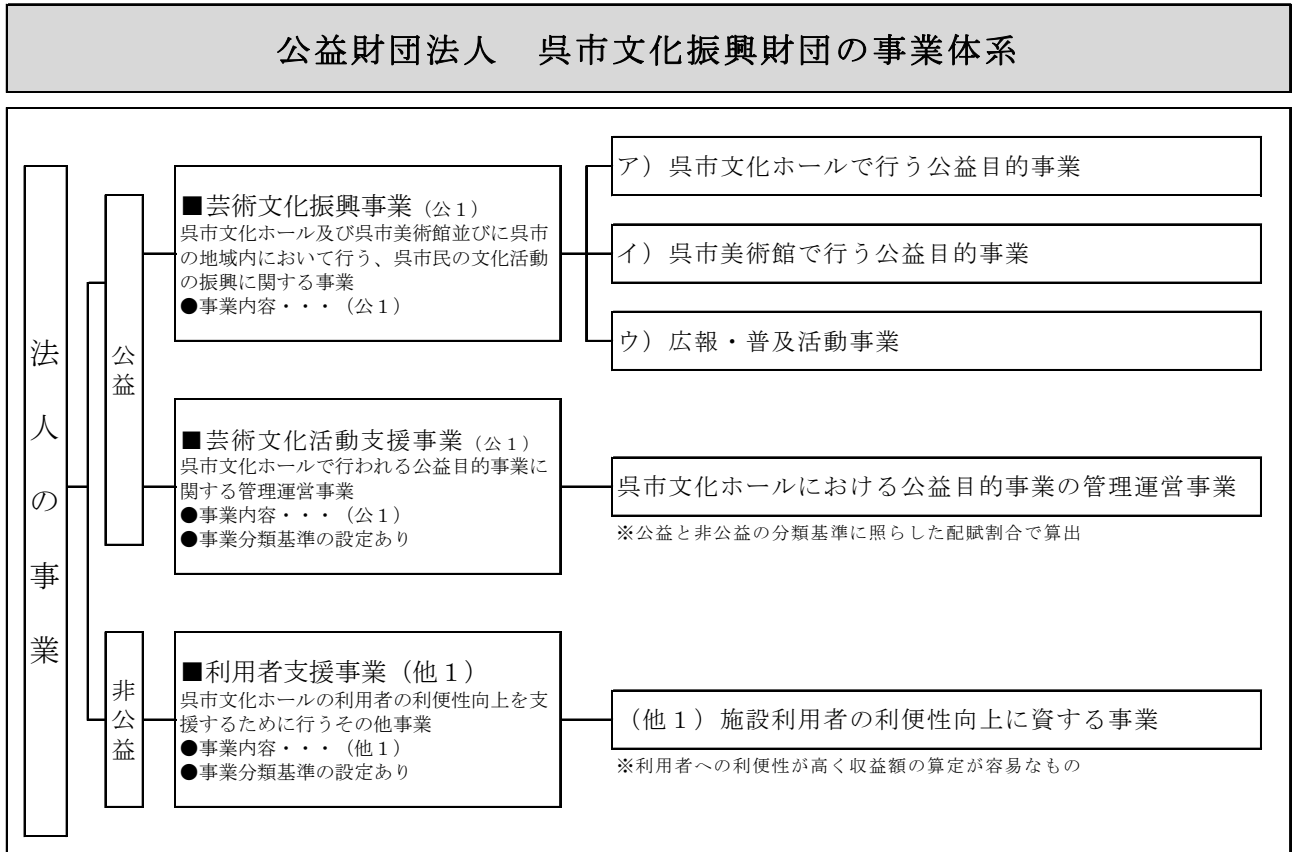 公益財団法人　呉市文化振興財団の事業体系
法人の事業
公益
■芸術文化振興事業（公１）
呉市文化ホール及び呉市美術館並びに呉市
の地域内において行う、呉市民の文化活動
の振興に関する事業
●事業内容・・・（公１）
ア）呉市文化ホールで行う公益目的事業
イ）呉市美術館で行う公益目的事業
ウ）広報・普及活動事業
■芸術文化活動支援事業（公１）
呉市文化ホールで行われる公益目的事業に
関する管理運営事業
●事業内容・・・（公１）
●事業分類基準の設定あり
呉市文化ホールにおける公益目的事業の管理運営事業
※公益と非公益の分類基準に照らした配賦割合で算出
非公益
■利用者支援事業（他１）
呉市文化ホールの利用者の利便性向上を支
援するために行うその他事業
●事業内容・・・（他１）
●事業分類基準の設定あり
（他１）施設利用者の利便性向上に資する事業
※利用者への利便性が高く収益額の算定が容易なもの